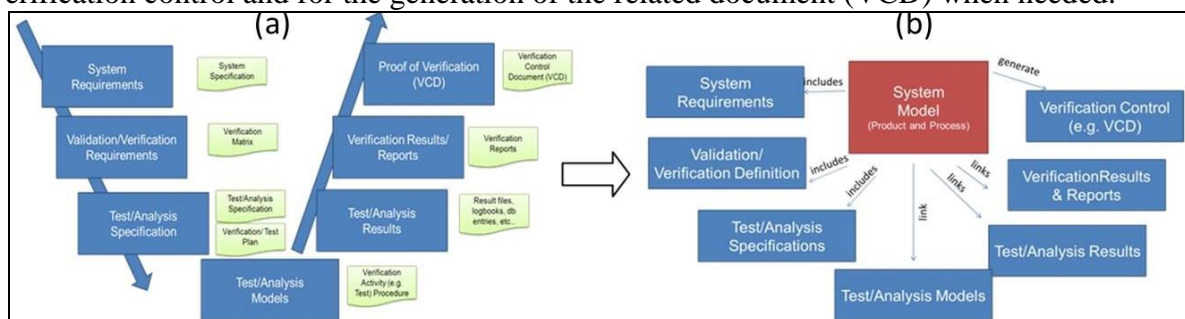 erification control and for the generation of the related document (VCD) when needed.
(a)
System
Requirements
System
Specification
Validation/Verification
Requirements
Verification
Matrix
Test/Analysis
Specification
Test/Analysis
Specification
Verification/ Test
Plan
Test/Analysis
Models
Verification
Activity (e.g.
Test) Procedure
Test/Analysis
Results
Result files,
logbooks, db
entries, etc...
Verification Results/
Reports
Verification
Reports
Proof of Verification
(VCD)
Verification
Control
Document (VCD)
(b)
System
Model
(Product and Process)
includes
System
Requirements
includes
Validation/
Verification Definition
includes
Test/Analysis
Specifications
link
Test/Analysis Models
links
Test/Analysis Results
links
VerificationResults
& Reports
generate
Verification Control
(e.g. VCD)